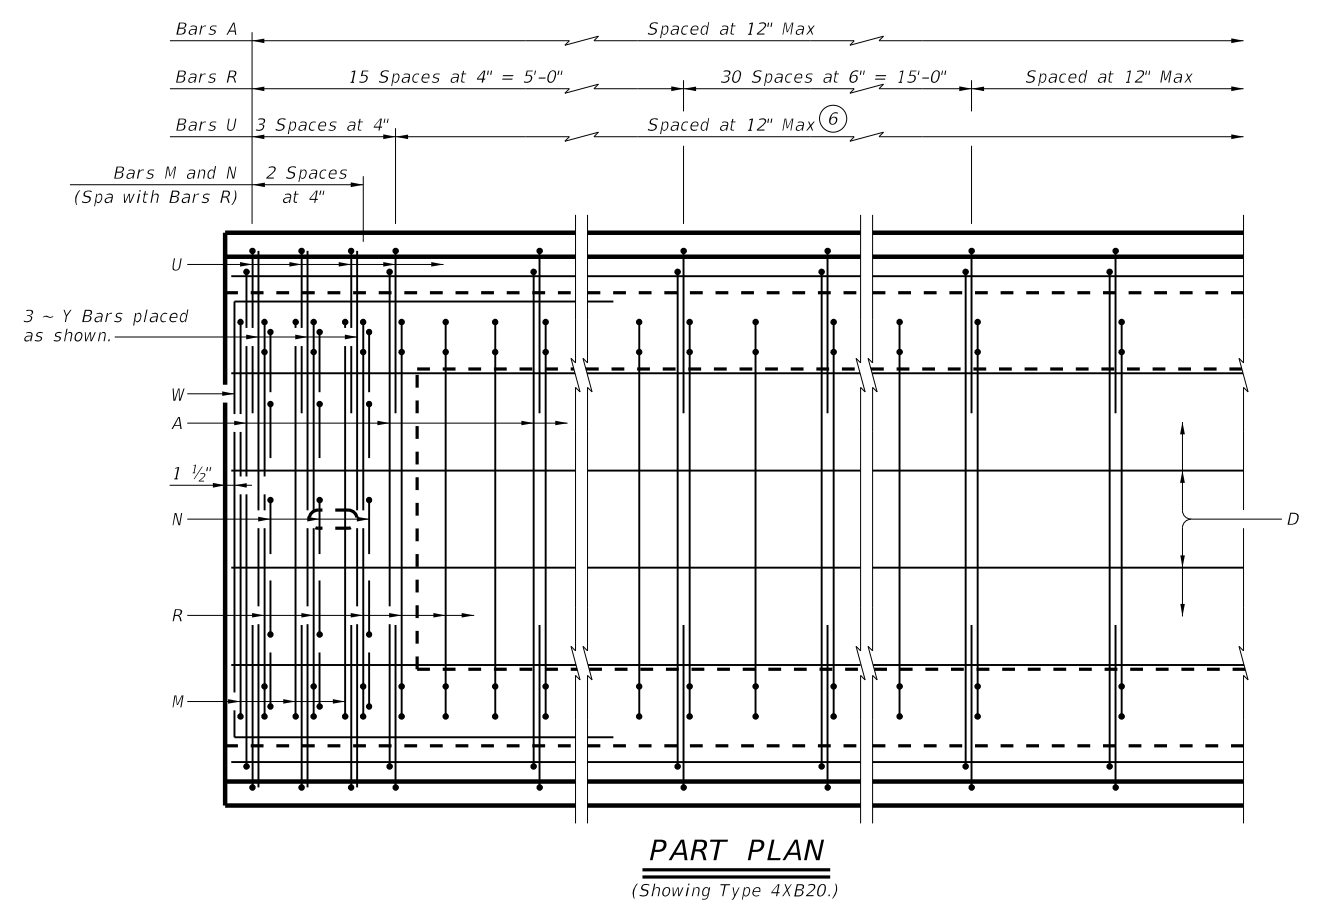 Bars A
Spaced at 12" Max
Bars R
15 Spaces at 4" = 5'-0"
30 Spaces at 6" = 15'-0"
Spaced at 12" Max
Bars U
3 Spaces at 4"
Spaced at 12" Max
6
Bars M and N
2 Spaces
(Spa with Bars R)
at 4"
U
3 ~ Y Bars placed
as shown.
W
A
1 ½"
N
D
R
M
PART PLAN
(Showing Type 4XB20.)